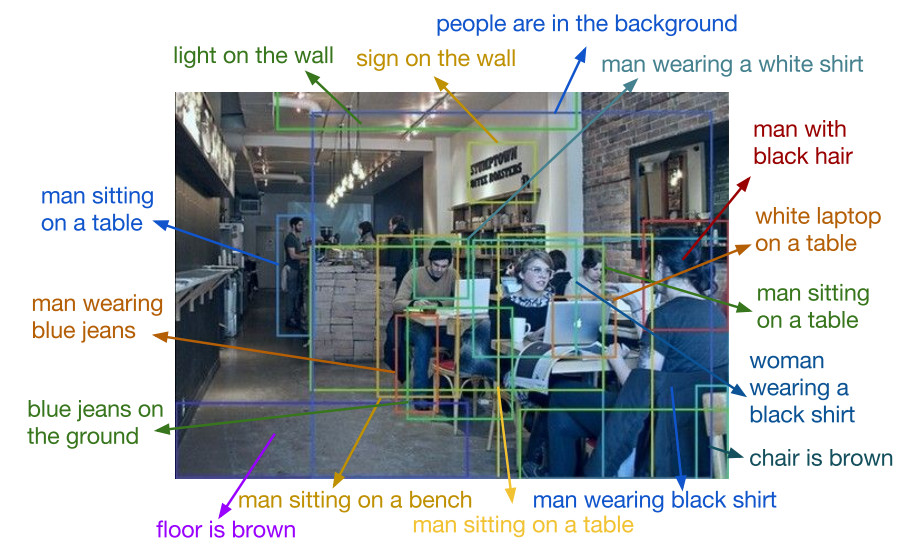 people are in the background
light on the wall
sign on the wall
man wearing a white shirt
man with
black hair
STUMPTOWN
COFFEE ROASTERS
man sitting
on a table
white laptop
on a table
man wearing
blue jeans
man sitting
on a table
woman
wearing a
black shirt
blue jeans on
the ground
chair is brown
man sitting on a bench
man wearing black shirt
man sitting on a table
floor is brown